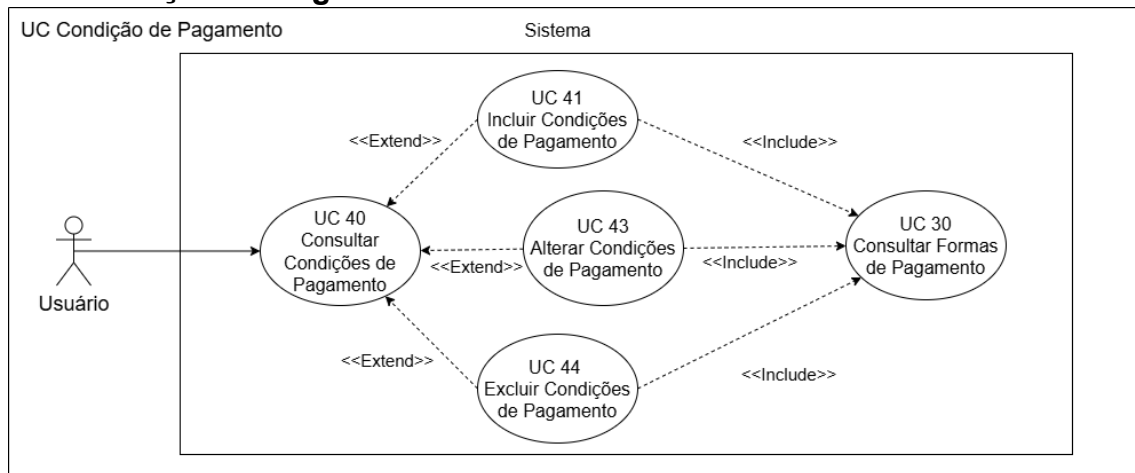 UC Condição de Pagamento
Sistema
UC 41
Incluir Condições
de Pagamento
<<Extend>>
<<Include>>
UC 40
Consultar
Condições de
Pagamento
UC 43
Alterar Condições
de Pagamento
UC 30
Consultar Formas
de Pagamento
<<Extend>>
<<Include>>
Usuário
<<Extend>>
UC 44
Excluir Condições
de Pagamento
<<Include>>